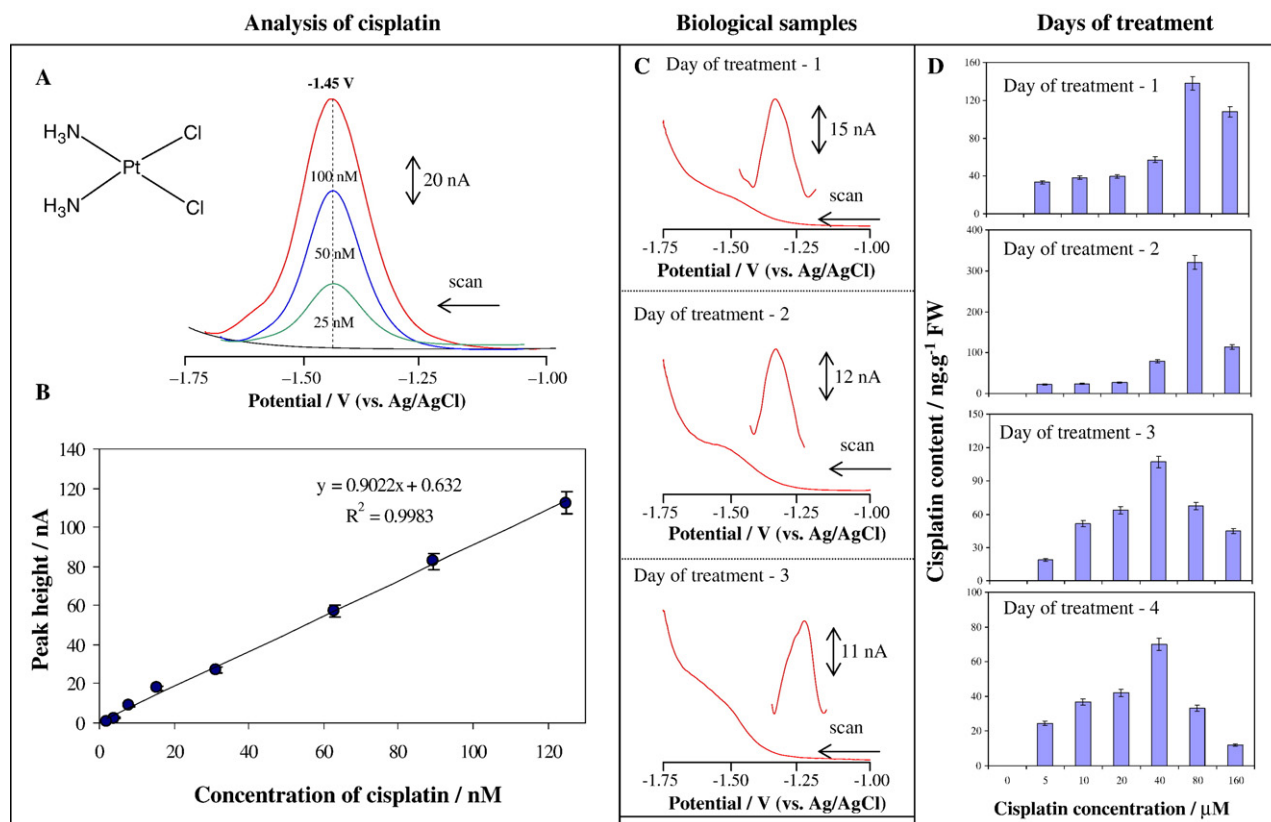 Analysis of cisplatin
Biological samples
Days of treatment
A
-1.45 V
H3N
Cl
Pt
H3N
Cl
100 nM
20 nA
50 nM
scan
25 nM
–1.75
–1.50
–1.25
–1.00
Potential / V (vs. Ag/AgCl)
B
140
120
100
80
60
40
20
0
y = 0.9022x + 0.632
R2 = 0.9983
Peak height / nA
0
20
40
60
80
100
120
Concentration of cisplatin / nM
C
Day of treatment - 1
15 nA
scan
-1.75
-1.50
-1.25
-1.00
Potential / V (vs. Ag/AgCl)
Day of treatment - 2
12 nA
scan
-1.75
-1.50
-1.25
-1.00
Potential / V (vs. Ag/AgCl)
Day of treatment - 3
11 nA
scan
-1.75
-1.50
-1.25
-1.00
Potential / V (vs. Ag/AgCl)
D
Cisplatin content / ng.g-1 FW
Day of treatment - 1
160
120
80
40
0
Day of treatment - 2
400
300
200
100
0
Day of treatment - 3
150
120
90
60
30
0
Day of treatment - 4
100
80
60
40
20
0
0
5
10
20
40
80
160
Cisplatin concentration / μM